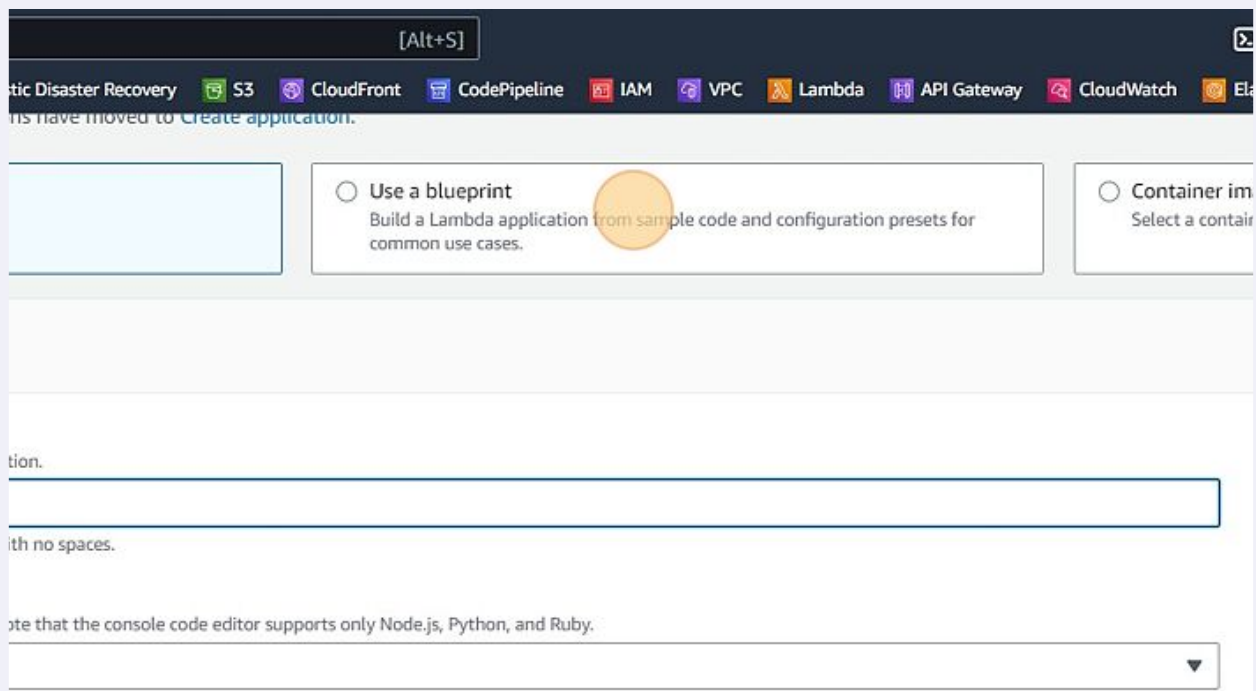 [Alt+S]
tic Disaster Recovery S3 CloudFront CodePipeline IAM VPC Lambda API Gateway CloudWatch Ela
ns have moved to Create application.
Use a blueprint
Build a Lambda application from sample code and configuration presets for
common use cases.
Container im
Select a contain
tion.
ith no spaces.
ote that the console code editor supports only Node.js, Python, and Ruby.